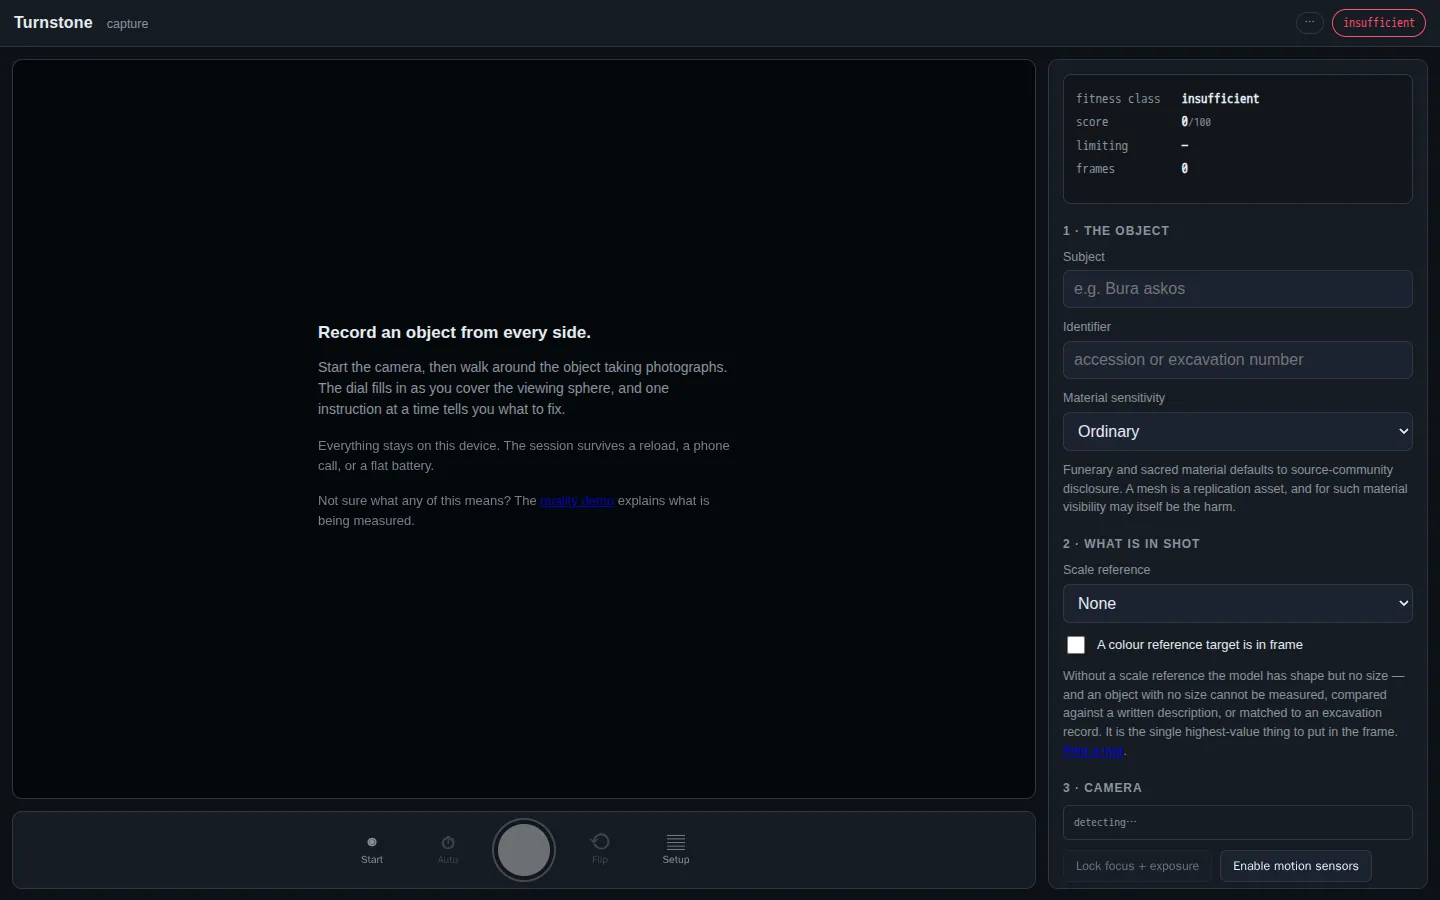 Turnstone capture
··· insufficient
fitness class insufficient
score 0/100
limiting –
frames 0
1 · THE OBJECT
Subject
e.g. Bura askos
Identifier
accession or excavation number
Material sensitivity
Ordinary
Funerary and sacred material defaults to source-community
disclosure. A mesh is a replication asset, and for such material
visibility may itself be the harm.
2 · WHAT IS IN SHOT
Scale reference
None
A colour reference target is in frame
Without a scale reference the model has shape but no size —
and an object with no size cannot be measured, compared
against a written description, or matched to an excavation
record. It is the single highest-value thing to put in the frame.
3 · CAMERA
detecting···
Lock focus + exposure Enable motion sensors
Record an object from every side.
Start the camera, then walk around the object taking photographs.
The dial fills in as you cover the viewing sphere, and one
instruction at a time tells you what to fix.
Everything stays on this device. The session survives a reload, a phone
call, or a flat battery.
Not sure what any of this means? The quality demo explains what is
being measured.
Start Auto Flip Setup